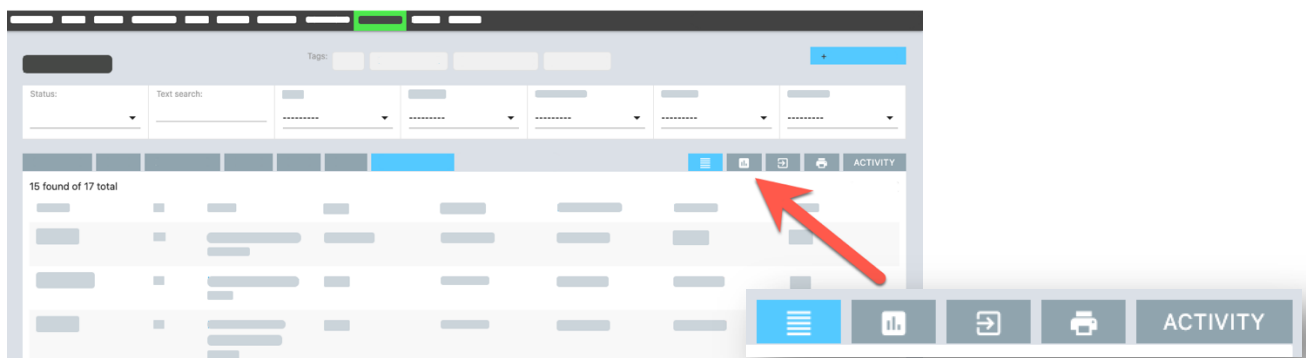 Tags:
+
Status:
Text search:
--------- --------- --------- --------- ---------
ACTIVITY
15 found of 17 total
ACTIVITY